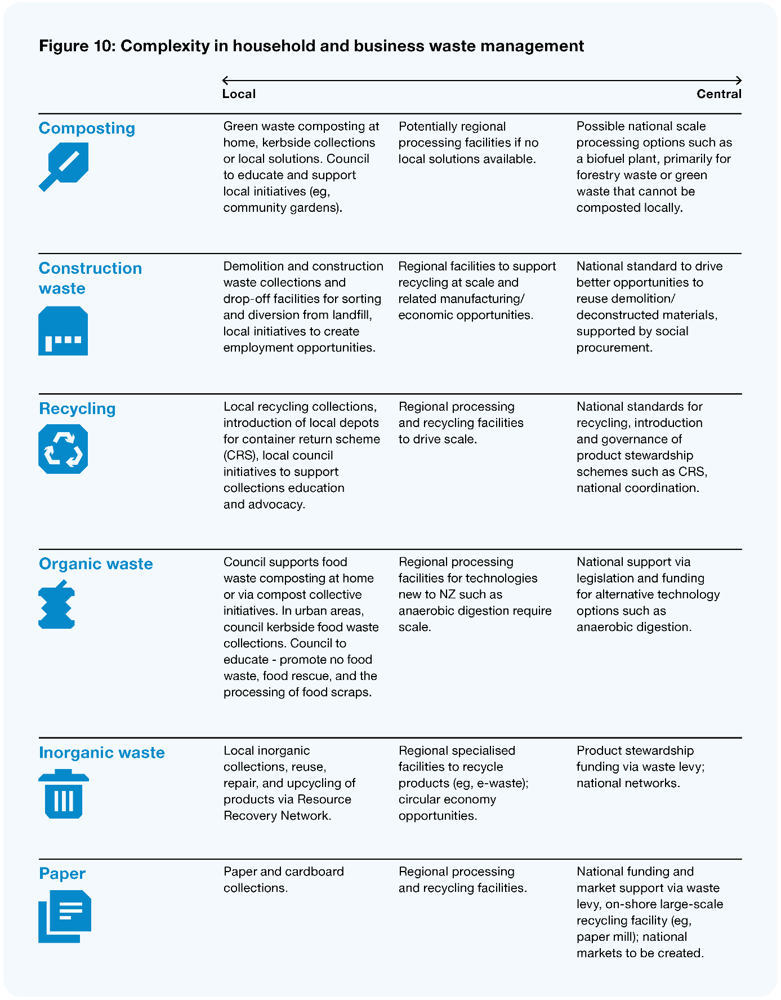 Figure 10: Complexity in household and business waste management
Local
Central
Composting
Green waste composting at
home, kerbside collections
or local solutions. Council
to educate and support
local initiatives (eg,
community gardens).
Potentially regional
processing facilities if no
local solutions available.
Possible national scale
processing options such as
a biofuel plant, primarily for
forestry waste or green
waste that cannot be
composted locally.
Construction
waste
Demolition and construction
waste collections and
drop-off facilities for sorting
and diversion from landfill,
local initiatives to create
employment opportunities.
Regional facilities to support
recycling at scale and
related manufacturing/
economic opportunities.
National standard to drive
better opportunities to
reuse demolition/
deconstructed materials,
supported by social
procurement.
Recycling
Local recycling collections,
introduction of local depots
for container return scheme
(CRS), local council
initiatives to support
collections education
and advocacy.
Regional processing
and recycling facilities
to drive scale.
National standards for
recycling, introduction
and governance of
product stewardship
schemes such as CRS,
national coordination.
Organic waste
Council supports food
waste composting at home
or via compost collective
initiatives. In urban areas,
council kerbside food waste
collections. Council to
educate - promote no food
waste, food rescue, and the
processing of food scraps.
Regional processing
facilities for technologies
new to NZ such as
anaerobic digestion require
scale.
National support via
legislation and funding
for alternative technology
options such as
anaerobic digestion.
Inorganic waste
Local inorganic
collections, reuse,
repair, and upcycling of
products via Resource
Recovery Network.
Regional specialised
facilities to recycle
products (eg, e-waste);
circular economy
opportunities.
Product stewardship
funding via waste levy;
national networks.
Paper
Paper and cardboard
collections.
Regional processing
and recycling facilities.
National funding and
market support via waste
levy, on-shore large-scale
recycling facility (eg,
paper mill); national
markets to be created.